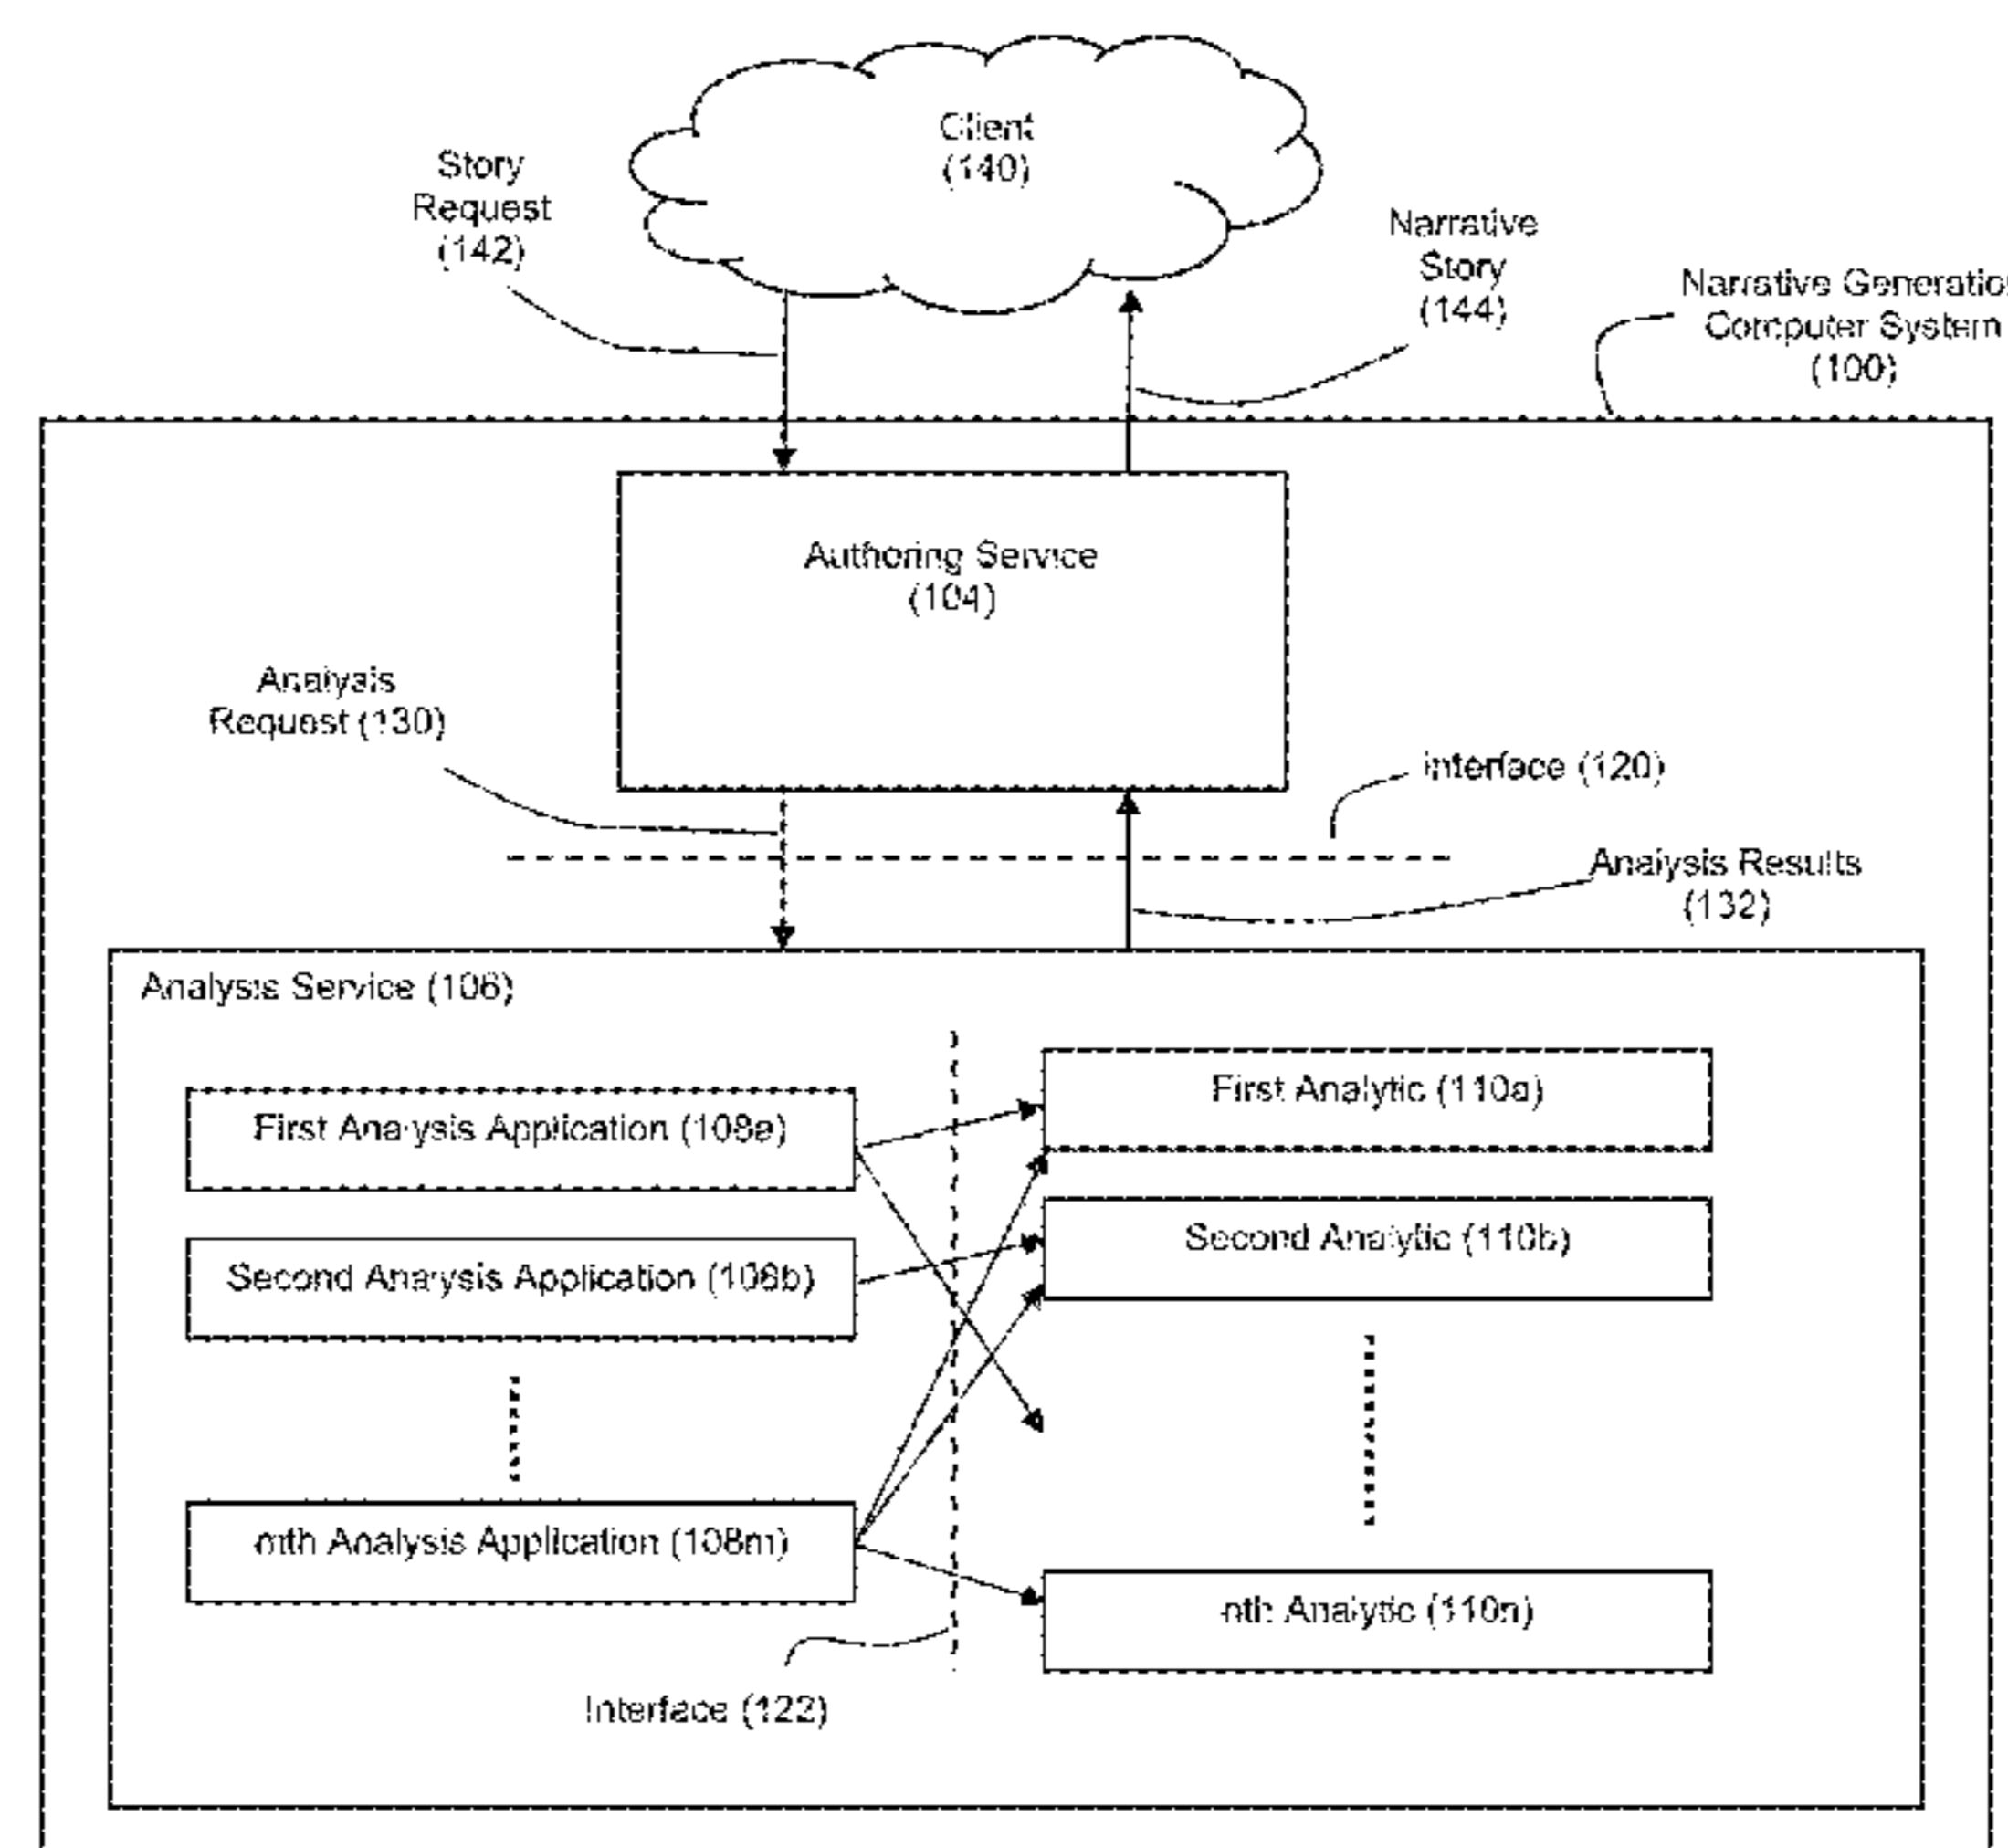 Client
(140)
Story
Request
(142)
Narrative
Story
(144)
Narrative Generation
Computer System
(100)
Authoring Service
(104)
Analysis
Request (130)
Interface (120)
Analysis Results
(132)
Analysis Service (106)
First Analysis Application (108a)
First Analytic (110a)
Second Analysis Application (108b)
Second Analytic (110b)
mth Analysis Application (108m)
nth Analytic (110n)
Interface (122)